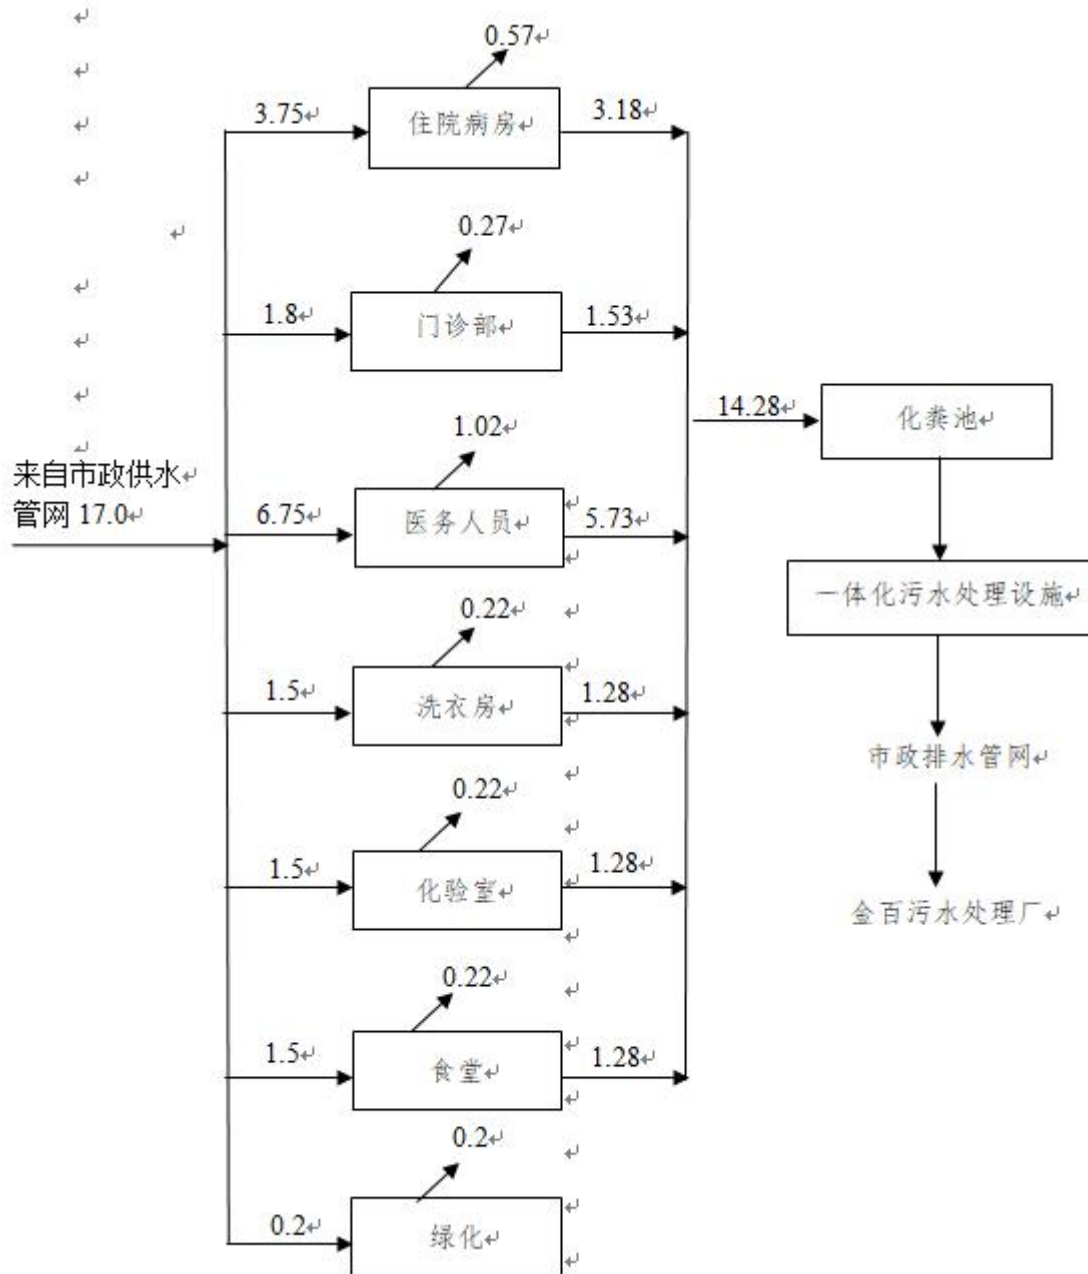 0.57
3.75
住院病房
3.18
0.27
1.8
门诊部
1.53
14.28
化粪池
1.02
来自市政供水
管网 17.0
6.75
医务人员
5.73
一体化污水处理设施
0.22
1.5
洗衣房
1.28
市政排水管网
0.22
1.5
化验室
1.28
金百污水处理厂
0.22
1.5
食堂
1.28
0.2
0.2
绿化